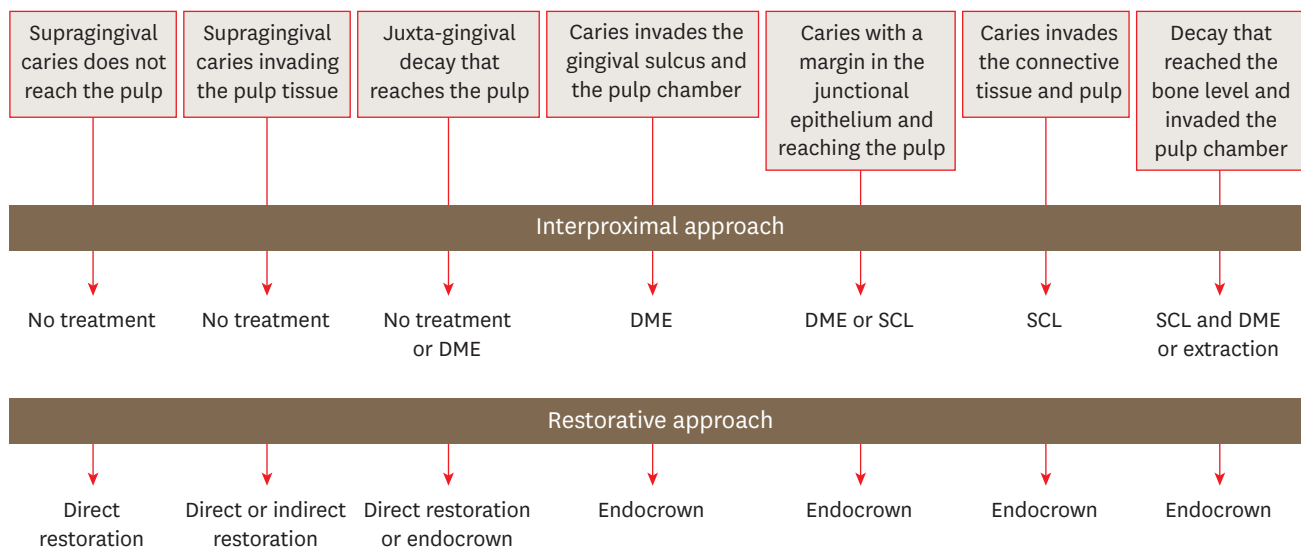 Supragingival
caries does not
reach the pulp
Supragingival
caries invading
the pulp tissue
Juxta-gingival
decay that
reaches the pulp
Caries invades the
gingival sulcus and
the pulp chamber
Caries with a
margin in the
junctional
epithelium and
reaching the pulp
Caries invades
the connective
tissue and pulp
Decay that
reached the
bone level and
invaded the
pulp chamber
Interproximal approach
No treatment
No treatment
No treatment
or DME
DME
DME or SCL
SCL
SCL and DME
or extraction
Restorative approach
Direct
restoration
Direct or indirect
restoration
Direct restoration
or endocrown
Endocrown
Endocrown
Endocrown
Endocrown